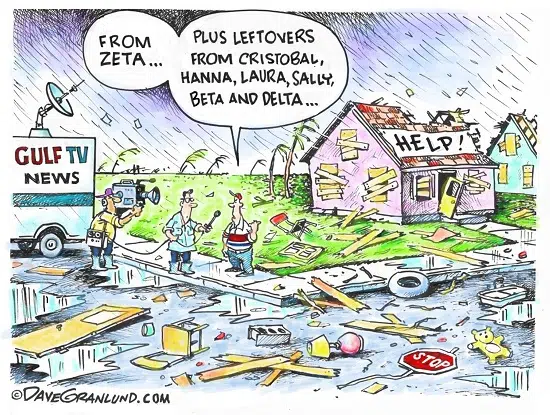 FROM
ZETA...
PLUS LEFTOVERS
FROM CRISTOBAL,
HANNA, LAURA, SALLY,
BETA AND DELTA...
GULF TV
NEWS
HELP!
STOP
©DAVEGRANLUND.COM